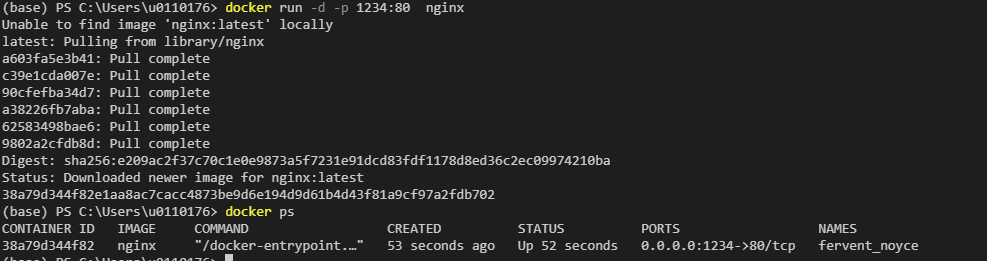 (base) PS C:\Users\u0110176> docker run -d -p 1234:80  nginx
Unable to find image 'nginx:latest' locally
latest: Pulling from library/nginx
a603fa5e3b41: Pull complete
c39e1cda007e: Pull complete
90cfefba34d7: Pull complete
a38226fb7aba: Pull complete
62583498bae6: Pull complete
9802a2cfdb8d: Pull complete
Digest: sha256:e209ac2f37c70c1e0e9873a5f7231e91dcd83fdf1178d8ed36c2ec09974210ba
Status: Downloaded newer image for nginx:latest
38a79d344f82e1aa8ac7cacc4873be9d6e194d9d61b4d43f81a9cf97a2fdb702
(base) PS C:\Users\u0110176> docker ps
CONTAINER ID   IMAGE     COMMAND                  CREATED          STATUS          PORTS                  NAMES
38a79d344f82   nginx     "/docker-entrypoint.…"   53 seconds ago   Up 52 seconds   0.0.0.0:1234->80/tcp   fervent_noyce
(base) PS C:\Users\u0110176>